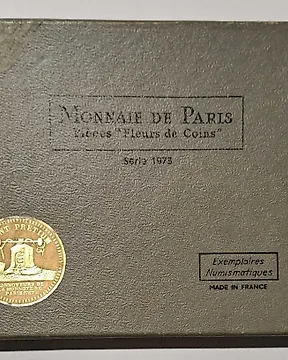 MONNAIE DE PARIS
Pièces "Fleurs de Coins"
Série 1973
Exemplaires
Numismatiques
MADE IN FRANCE